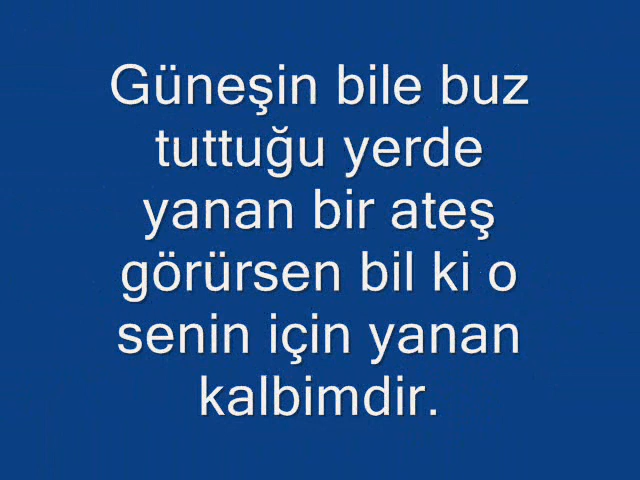 Güneşin bile buz
tuttuğu yerde
yanan bir ateş
görürsen bil ki o
senin için yanan
kalbimdir.